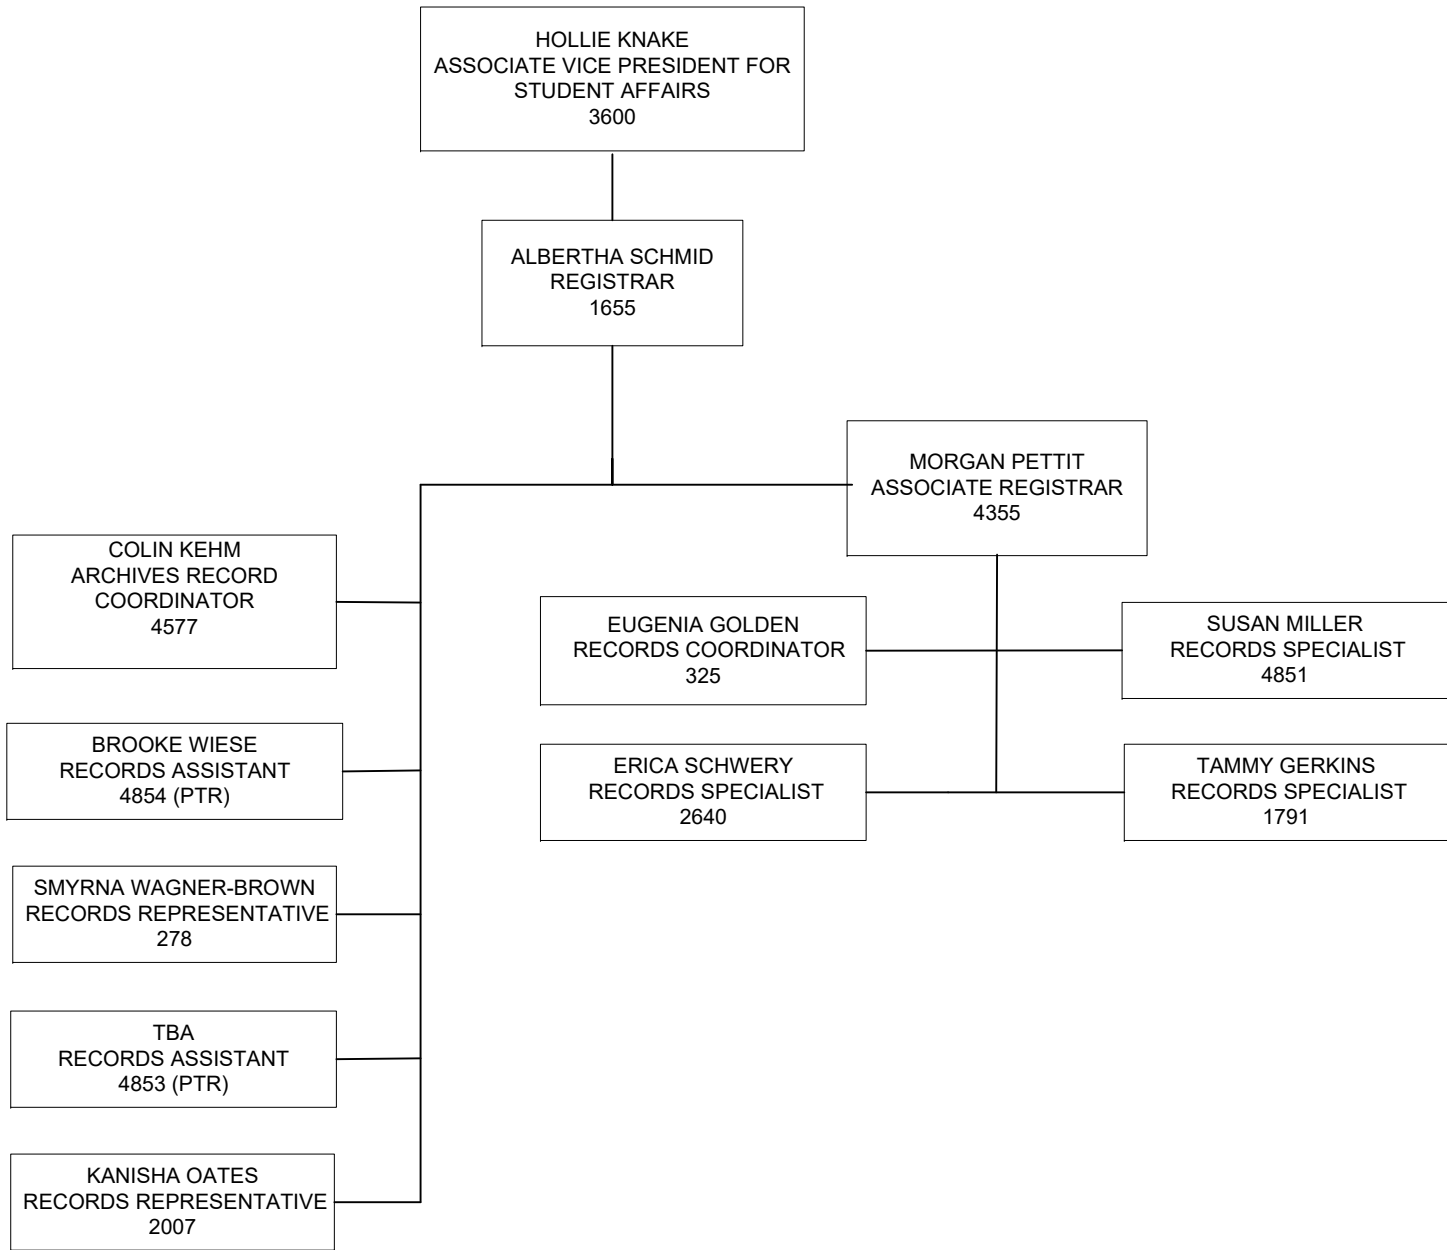 HOLLIE KNAKE
ASSOCIATE VICE PRESIDENT FOR
STUDENT AFFAIRS
3600
ALBERTHA SCHMID
REGISTRAR
1655
MORGAN PETTIT
ASSOCIATE REGISTRAR
4355
COLIN KEHM
ARCHIVES RECORD
COORDINATOR
4577
EUGENIA GOLDEN
RECORDS COORDINATOR
325
SUSAN MILLER
RECORDS SPECIALIST
4851
BROOKE WIESE
RECORDS ASSISTANT
4854 (PTR)
ERICA SCHWERY
RECORDS SPECIALIST
2640
TAMMY GERKINS
RECORDS SPECIALIST
1791
SMYRNA WAGNER-BROWN
RECORDS REPRESENTATIVE
278
TBA
RECORDS ASSISTANT
4853 (PTR)
KANISHA OATES
RECORDS REPRESENTATIVE
2007